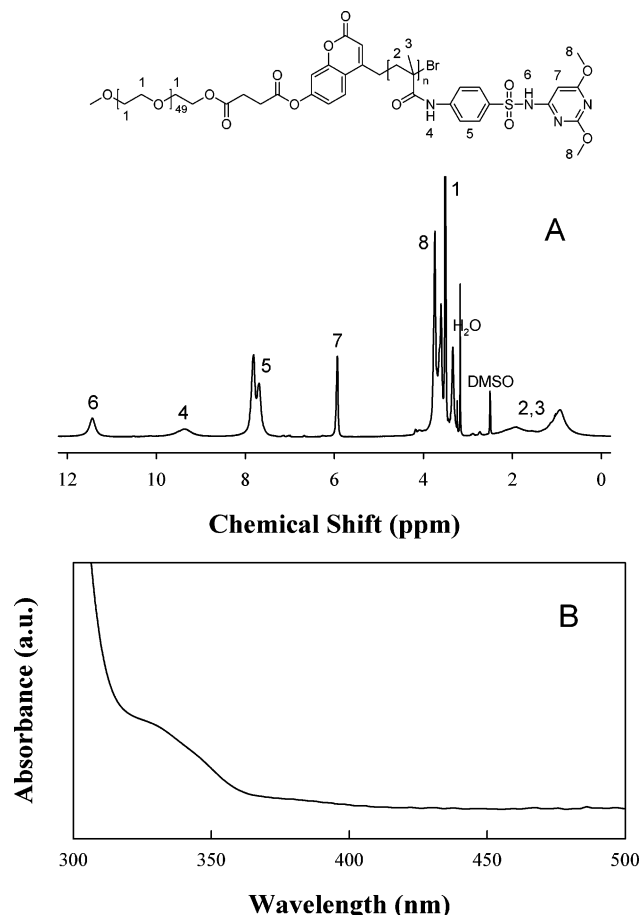 O O
3
2 Br
8
O
1 1
6 7
O O O O n O H N O N
49
O O O N S N N O
1 O H O H
4 5
8
1
A
8
H₂O
7
5
DMSO
6
4
2,3
12 10 8 6 4 2 0
Chemical Shift (ppm)
B
Absorbance (a.u.)
300 350 400 450 500
Wavelength (nm)